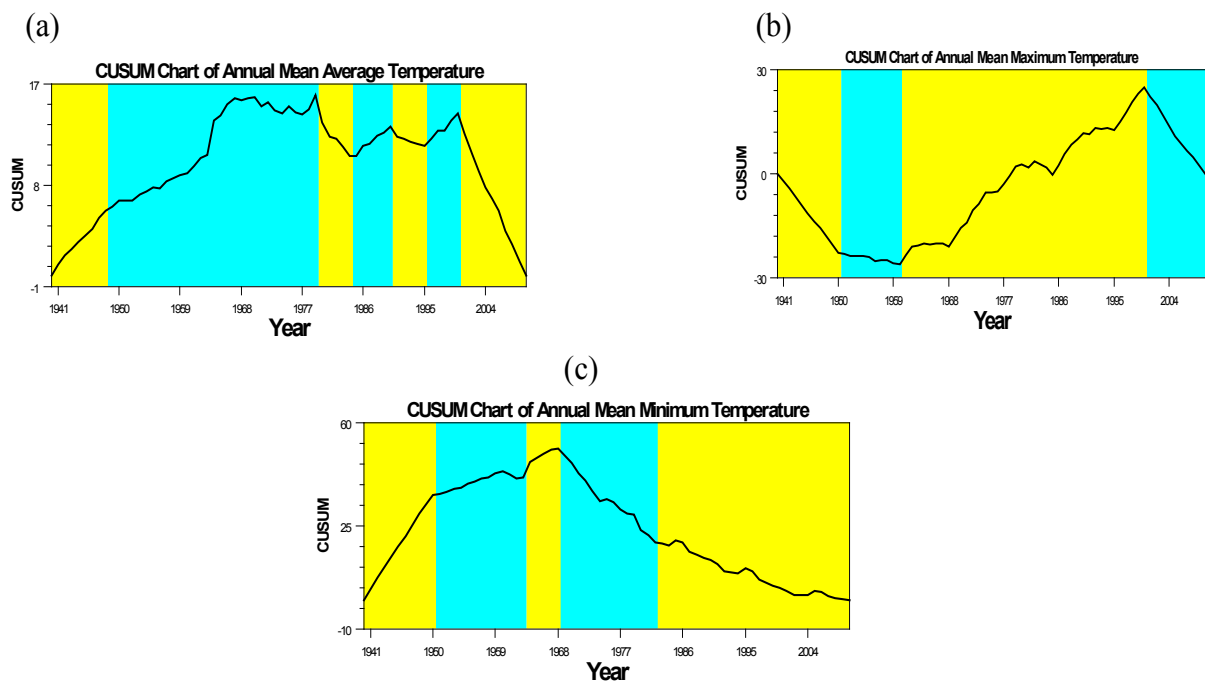 (a)
CUSUM Chart of Annual Mean Average Temperature
17
8
-1
CUSUM
1941 1950 1959 1968 1977 1986 1995 2004
Year
(b)
CUSUM Chart of Annual Mean Maximum Temperature
30
0
-30
CUSUM
1941 1950 1959 1968 1977 1986 1995 2004
Year
(c)
CUSUM Chart of Annual Mean Minimum Temperature
60
25
-10
CUSUM
1941 1950 1959 1968 1977 1986 1995 2004
Year